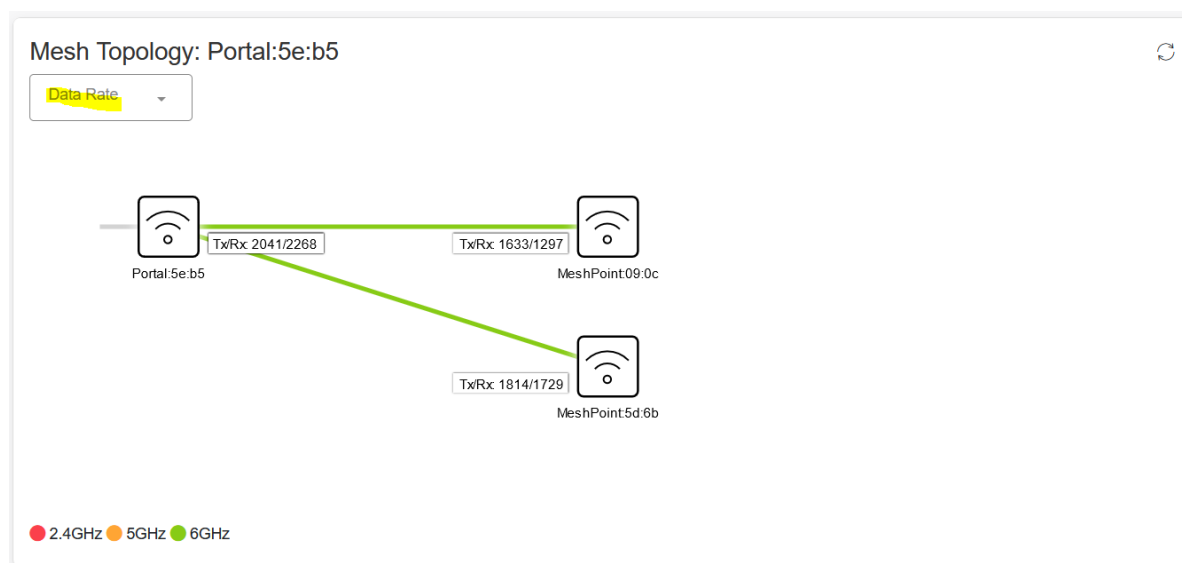 Mesh Topology: Portal:5e:b5
Data Rate
Tx/Rx: 2041/2268
Tx/Rx: 1633/1297
Portal:5e:b5
MeshPoint:09:0c
Tx/Rx: 1814/1729
MeshPoint:5d:6b
2.4GHz 5GHz 6GHz